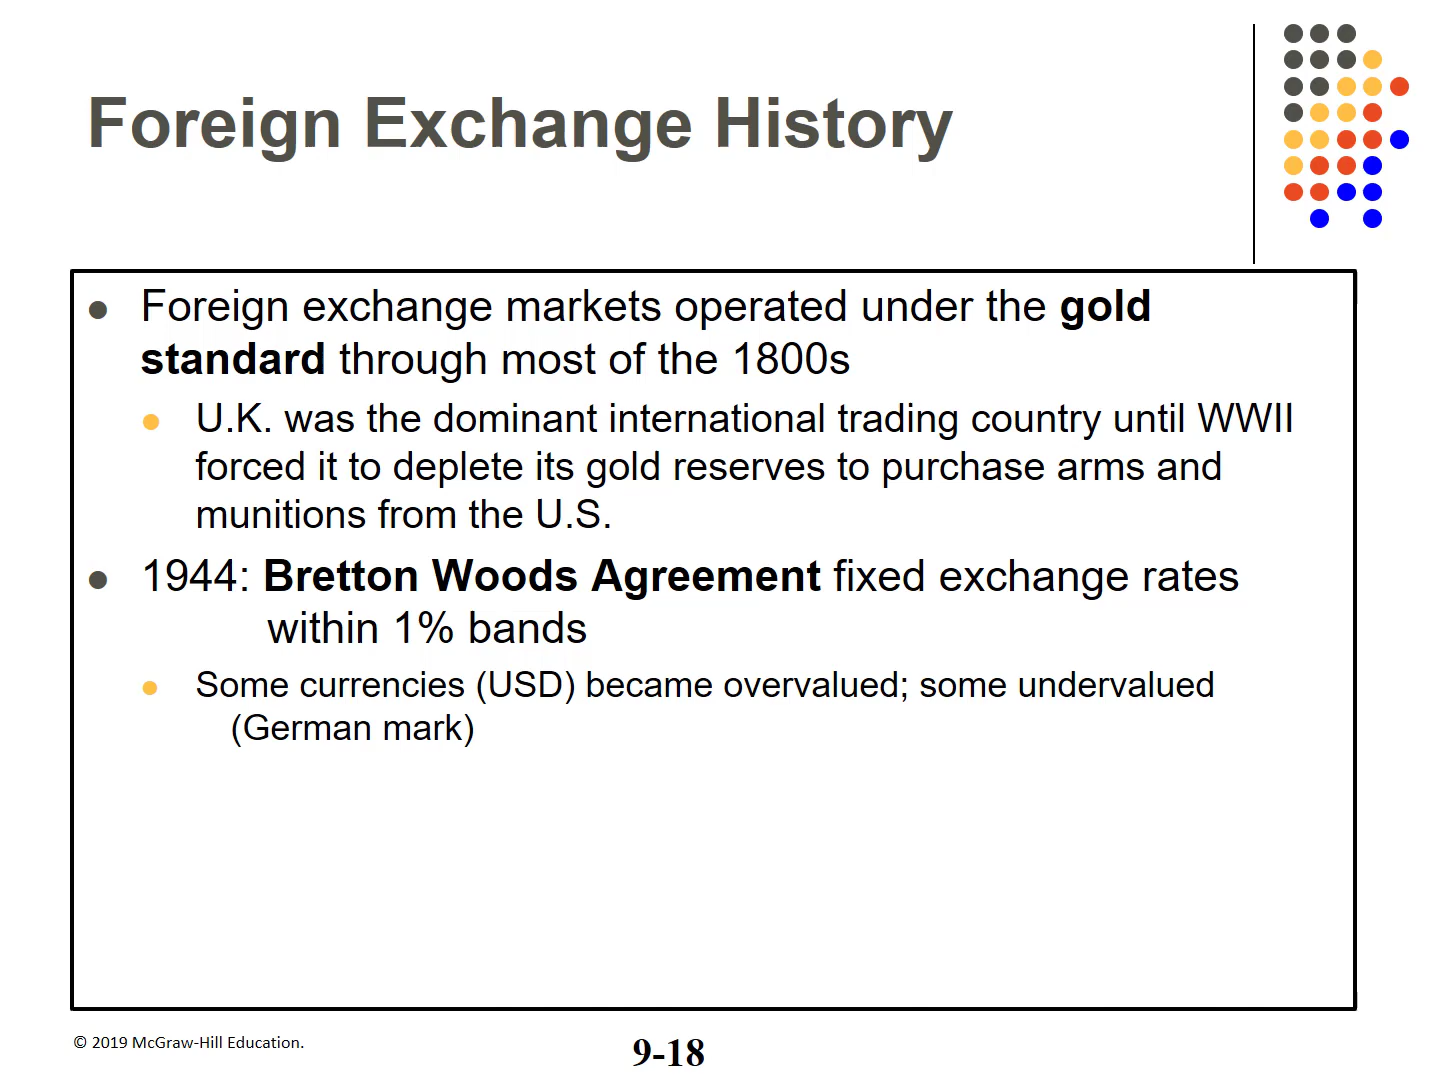 Foreign Exchange History
Foreign exchange markets operated under the gold
standard through most of the 1800s
U.K. was the dominant international trading country until WWII
forced it to deplete its gold reserves to purchase arms and
munitions from the U.S.
1944: Bretton Woods Agreement fixed exchange rates
within 1% bands
Some currencies (USD) became overvalued; some undervalued
(German mark)
© 2019 McGraw-Hill Education.
9-18